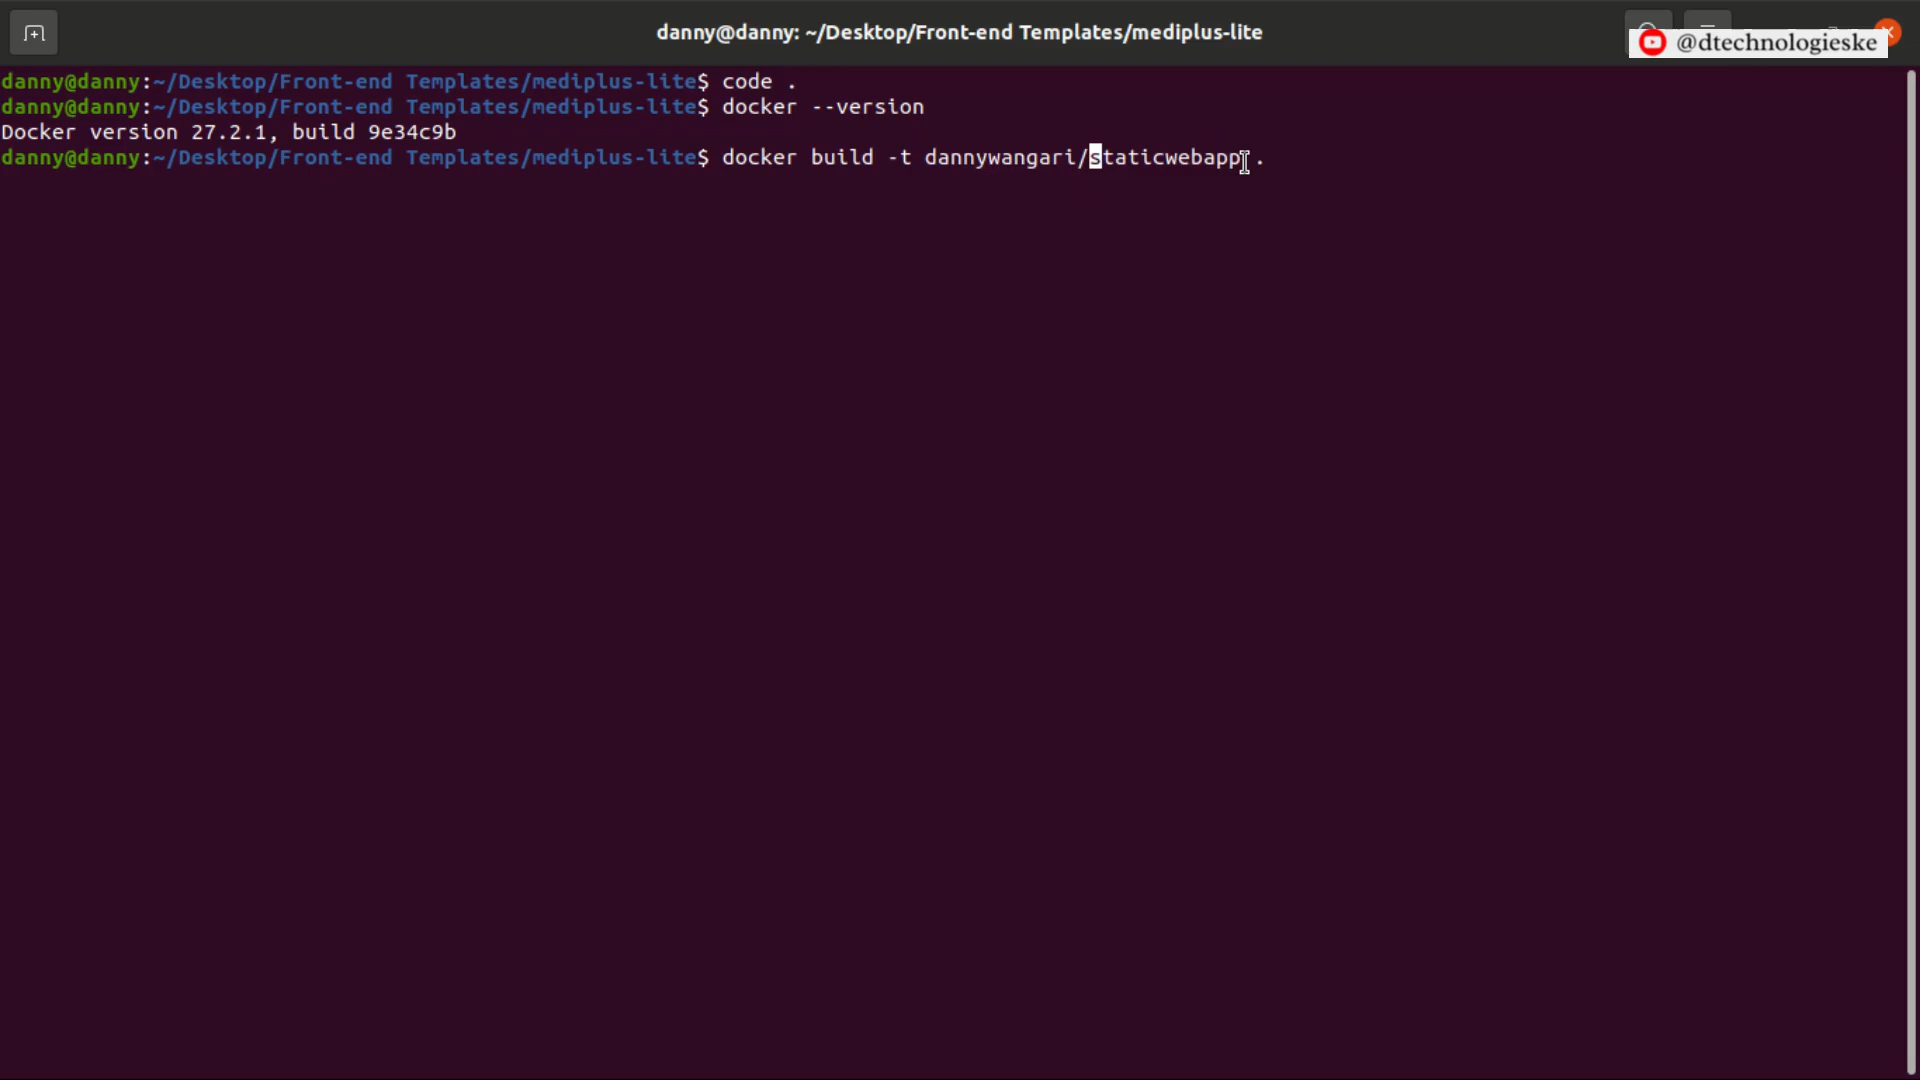 danny@danny: ~/Desktop/Front-end Templates/mediplus-lite
@dtechnologieske
danny@danny:~/Desktop/Front-end Templates/mediplus-lite$ code .
danny@danny:~/Desktop/Front-end Templates/mediplus-lite$ docker --version
Docker version 27.2.1, build 9e34c9b
danny@danny:~/Desktop/Front-end Templates/mediplus-lite$ docker build -t dannywangari/staticwebapp .